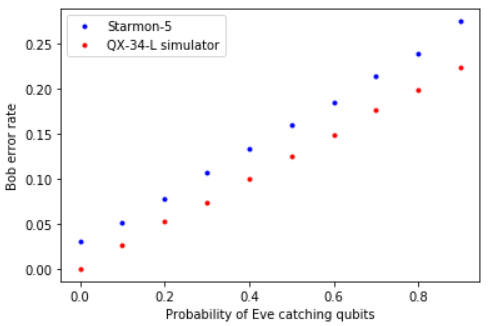 Starmon-5
QX-34-L simulator
Bob error rate
0.25
0.20
0.15
0.10
0.05
0.00
0.0 0.2 0.4 0.6 0.8
Probability of Eve catching qubits